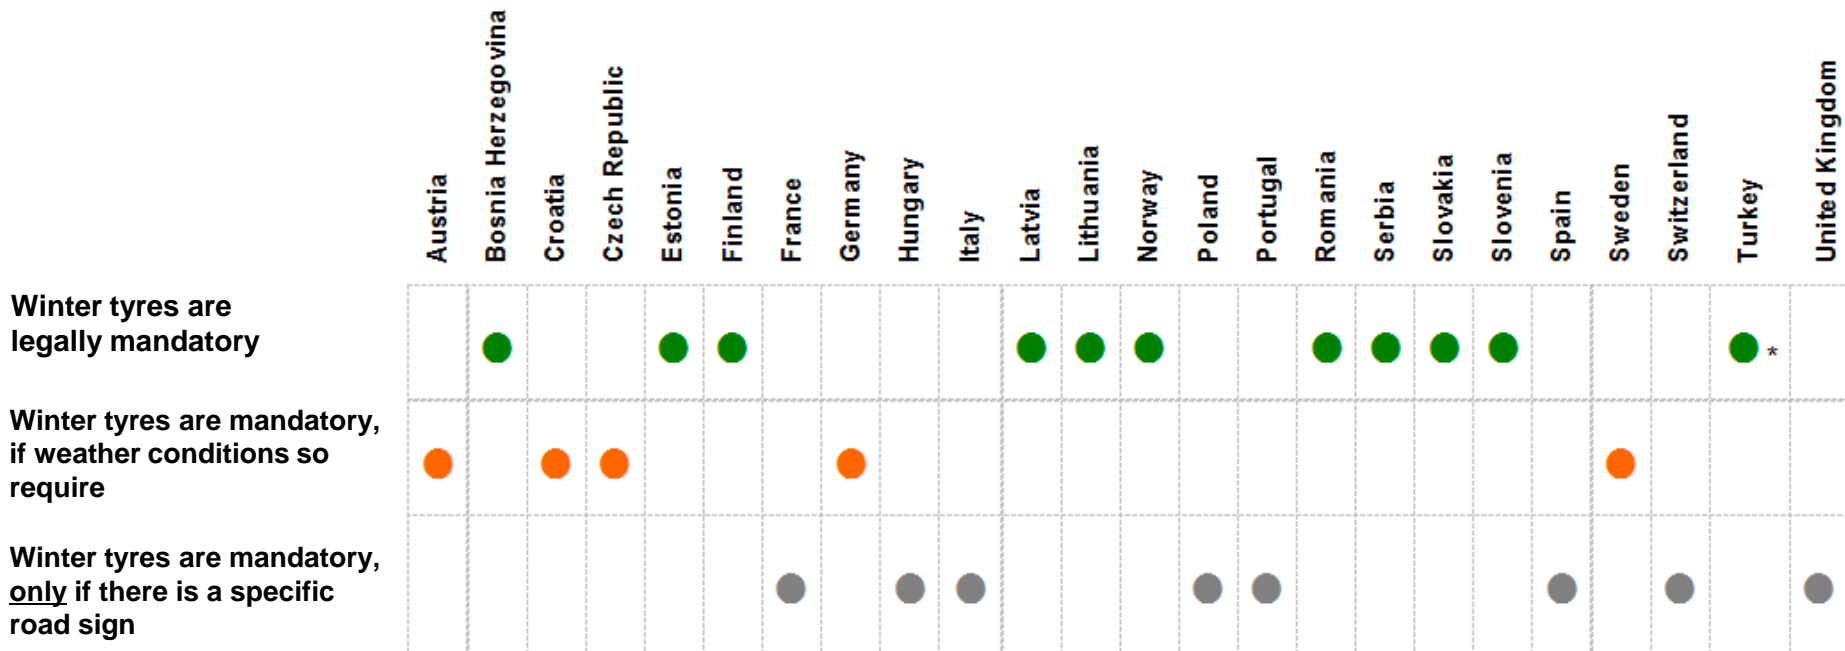 Austria
Bosnia Herzegovina
Croatia
Czech Republic
Estonia
Finland
France
Germany
Hungary
Italy
Latvia
Lithuania
Norway
Poland
Portugal
Romania
Serbia
Slovakia
Slovenia
Spain
Sweden
Switzerland
Turkey
United Kingdom
Winter tyres are
legally mandatory
*
Winter tyres are mandatory,
if weather conditions so
require
Winter tyres are mandatory,
only if there is a specific
road sign